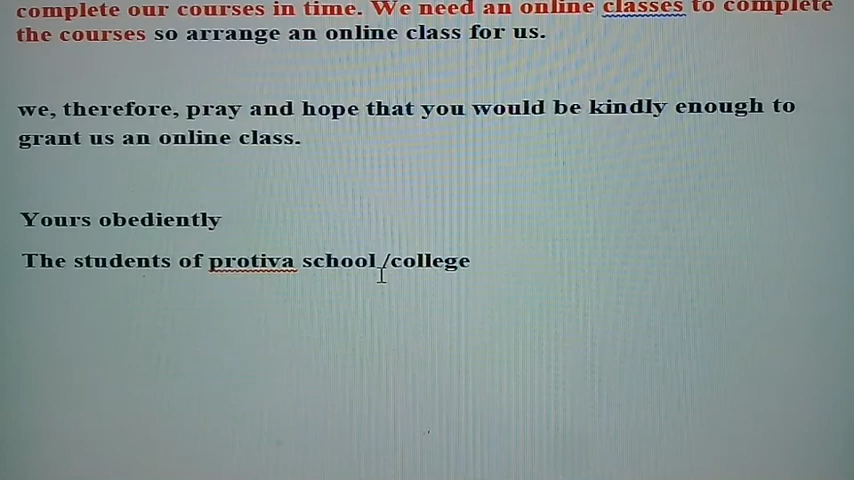 complete our courses in time. We need an online classes to complete
the courses so arrange an online class for us.
we, therefore, pray and hope that you would be kindly enough to
grant us an online class.
Yours obediently
The students of protiva school/college